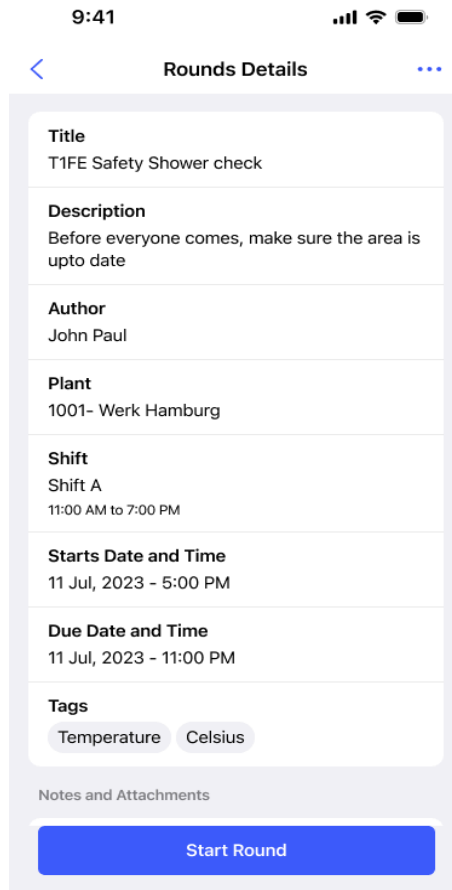 9:41
Rounds Details
Title
T1FE Safety Shower check
Description
Before everyone comes, make sure the area is
upto date
Author
John Paul
Plant
1001- Werk Hamburg
Shift
Shift A
11:00 AM to 7:00 PM
Starts Date and Time
11 Jul, 2023 - 5:00 PM
Due Date and Time
11 Jul, 2023 - 11:00 PM
Tags
Temperature Celsius
Notes and Attachments
Start Round